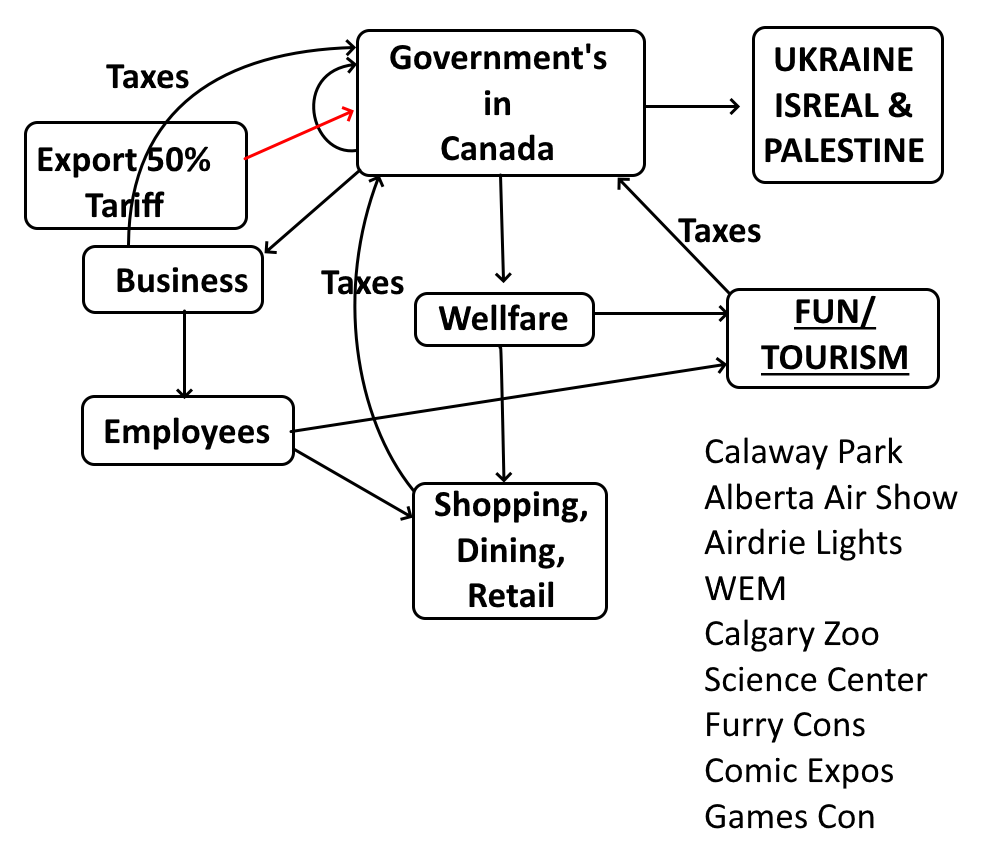 Taxes
Government's
in
Canada
UKRAINE
ISREAL &
PALESTINE
Export 50%
Tariff
Business
Taxes
Taxes
Wellfare
FUN/
TOURISM
Employees
Shopping,
Dining,
Retail
Calaway Park
Alberta Air Show
Airdrie Lights
WEM
Calgary Zoo
Science Center
Furry Cons
Comic Expos
Games Con